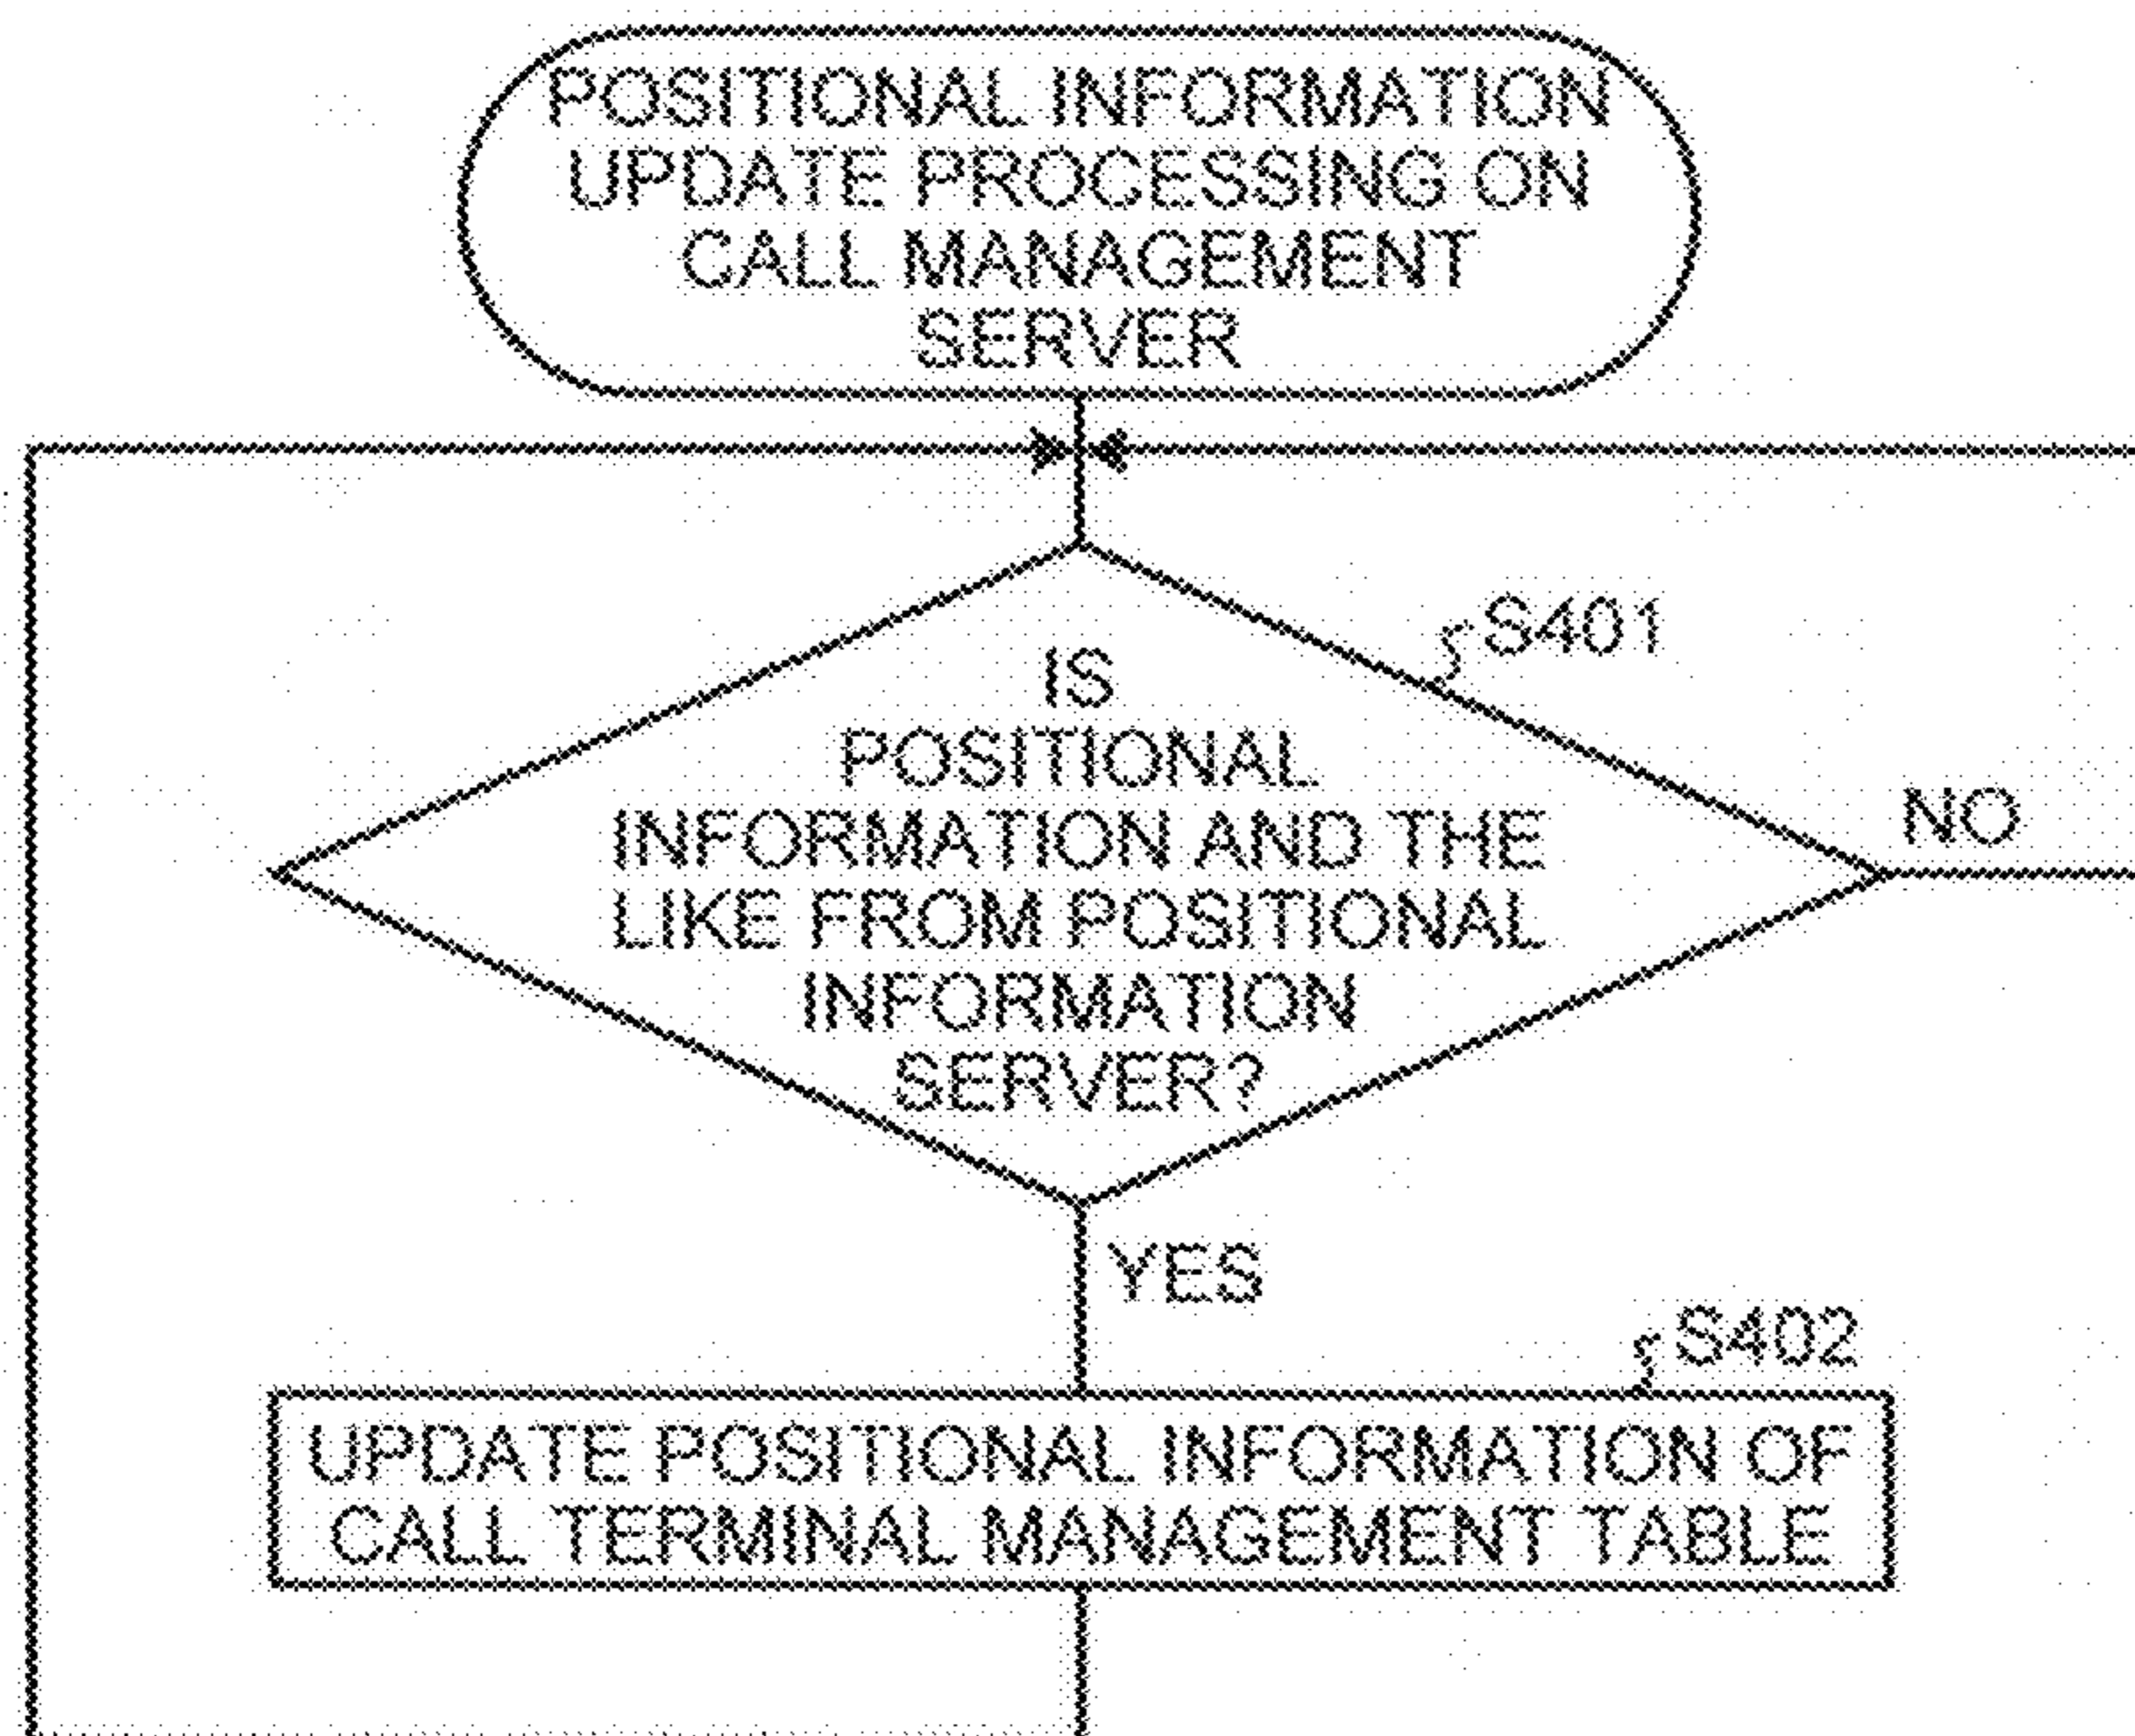 POSITIONAL INFORMATION
UPDATE PROCESSING ON
CALL MANAGEMENT
SERVER
S401
IS
POSITIONAL
INFORMATION AND THE
LIKE FROM POSITIONAL
INFORMATION
SERVER?
NO
YES
S402
UPDATE POSITIONAL INFORMATION OF
CALL TERMINAL MANAGEMENT TABLE